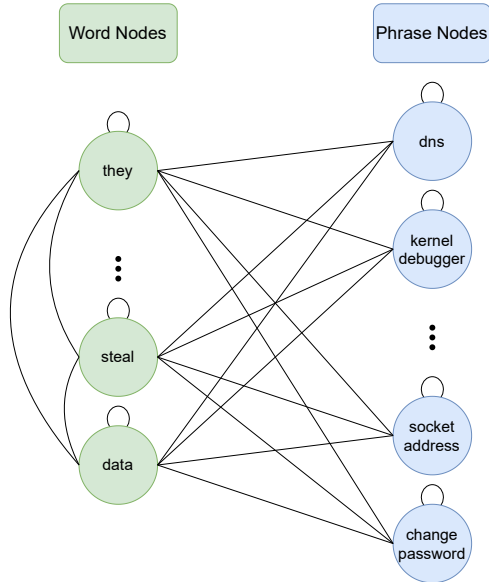 Word Nodes
Phrase Nodes
they
steal
data
dns
kernel
debugger
socket
address
change
password